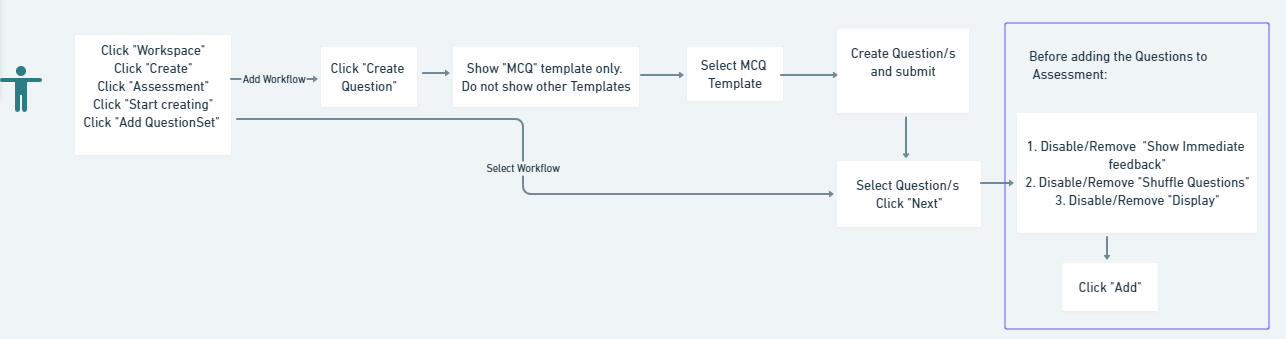 Click "Workspace"
Click "Create"
Click "Assessment"
Click "Start creating"
Click "Add QuestionSet"
Add Workflow
Click "Create
Question"
Show "MCQ" template only.
Do not show other Templates
Select MCQ
Template
Create Question/s
and submit
Select Workflow
Select Question/s
Click "Next"
Before adding the Questions to
Assessment:
1. Disable/Remove "Show Immediate
feedback"
2. Disable/Remove "Shuffle Questions"
3. Disable/Remove "Display"
Click "Add"